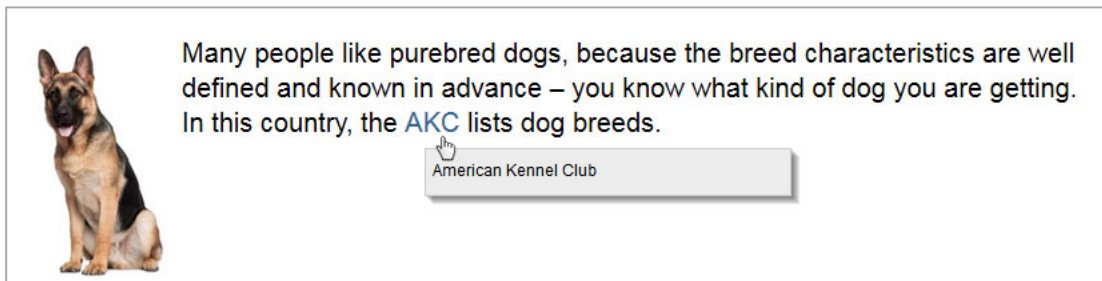 Many people like purebred dogs, because the breed characteristics are well
defined and known in advance – you know what kind of dog you are getting.
In this country, the AKC lists dog breeds.
American Kennel Club